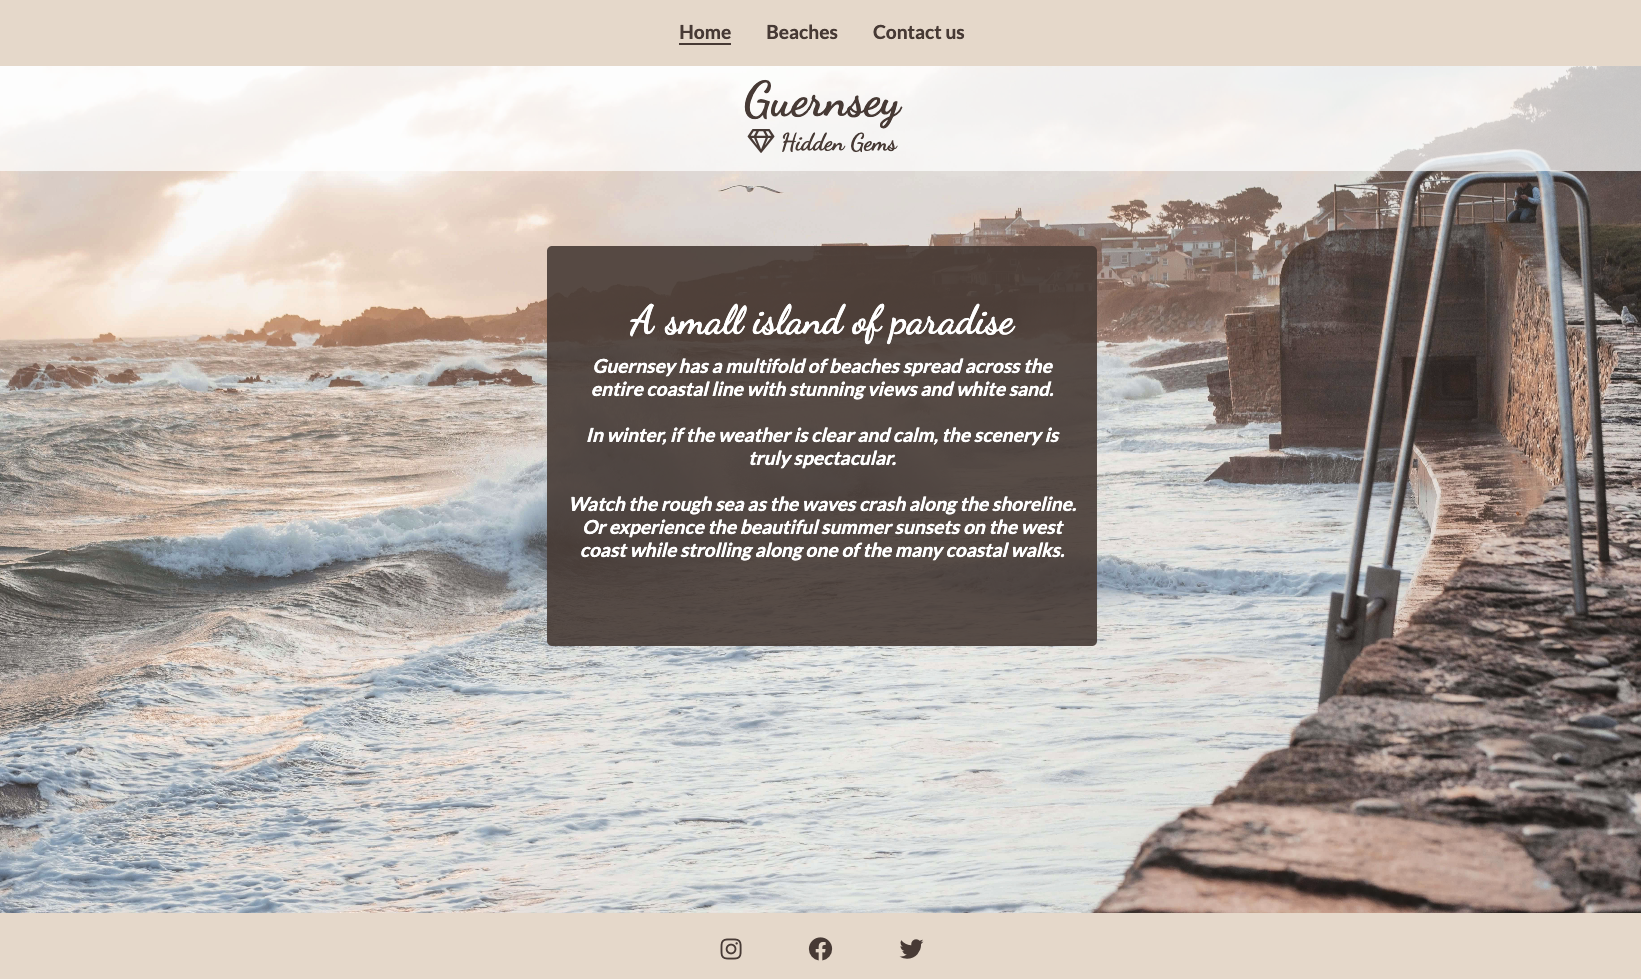 Home Beaches Contact us
Guernsey
Hidden Gems
A small island of paradise
Guernsey has a multifold of beaches spread across the
entire coastal line with stunning views and white sand.
In winter, if the weather is clear and calm, the scenery is
truly spectacular.
Watch the rough sea as the waves crash along the shoreline.
Or experience the beautiful summer sunsets on the west
coast while strolling along one of the many coastal walks.